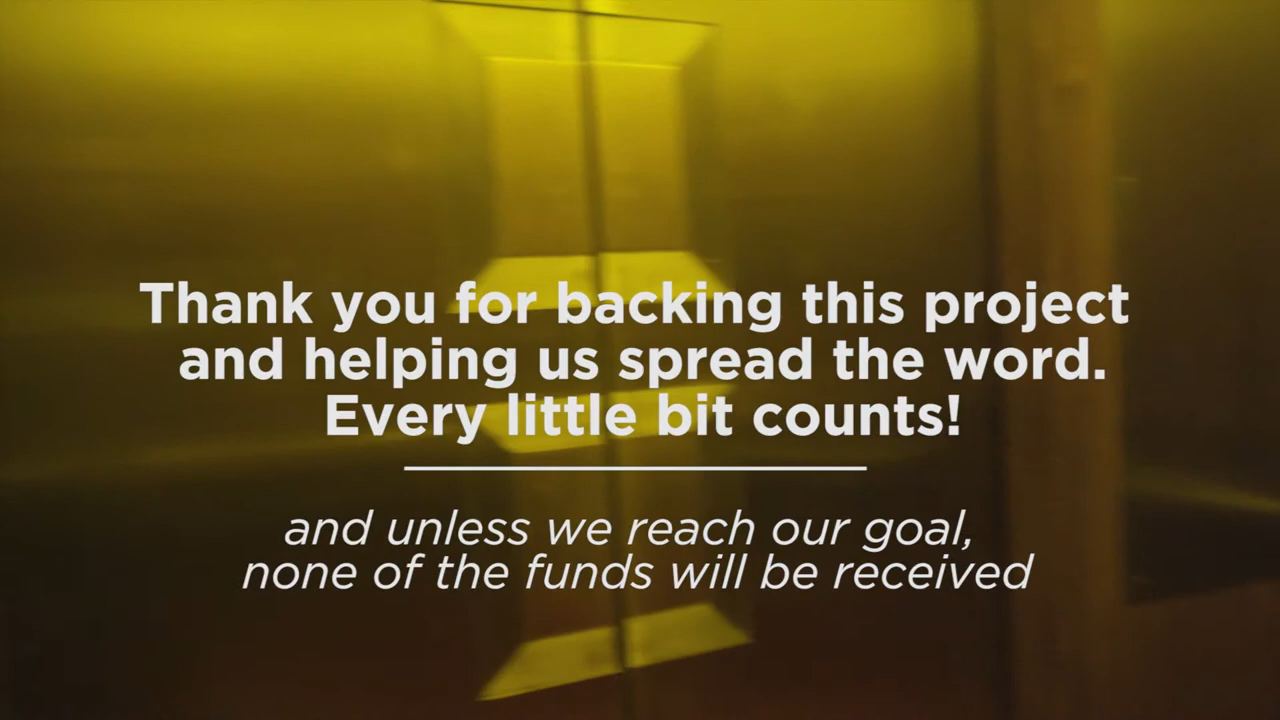 Thank you for backing this project
and helping us spread the word.
Every little bit counts!
and unless we reach our goal,
none of the funds will be received